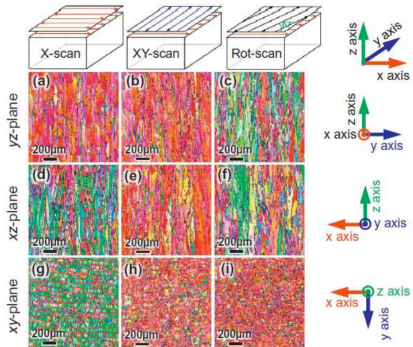 X-scan
XY-scan
Rot-scan
z axis
y axis
x axis
yz-plane
(a)
(b)
(c)
200μm
200μm
200μm
z axis
x axis
y axis
xz-plane
(d)
(e)
(f)
200μm
200μm
200μm
z axis
y axis
x axis
xy-plane
(g)
(h)
(i)
200μm
200μm
200μm
z axis
x axis
y axis